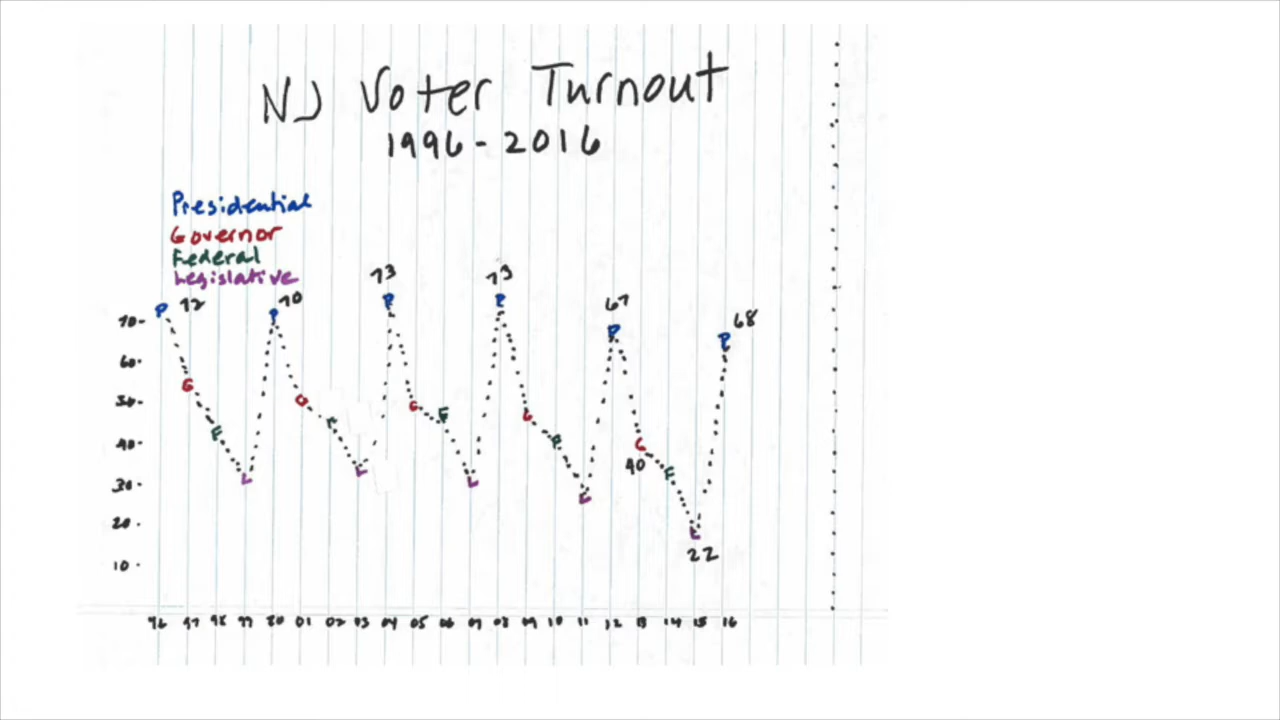 NJ Voter Turnout
1996-2016
Presidential
Governor
Federal
Legislative
73 73
P 72 P 70 P P 67 P 68
70-
60-
G
50- G G F G
F F F G
40- 40 F
L L
30- L L
20- L
22
10-
96 97 98 99 00 01 02 03 04 05 06 07 08 09 10 11 12 13 14 15 16